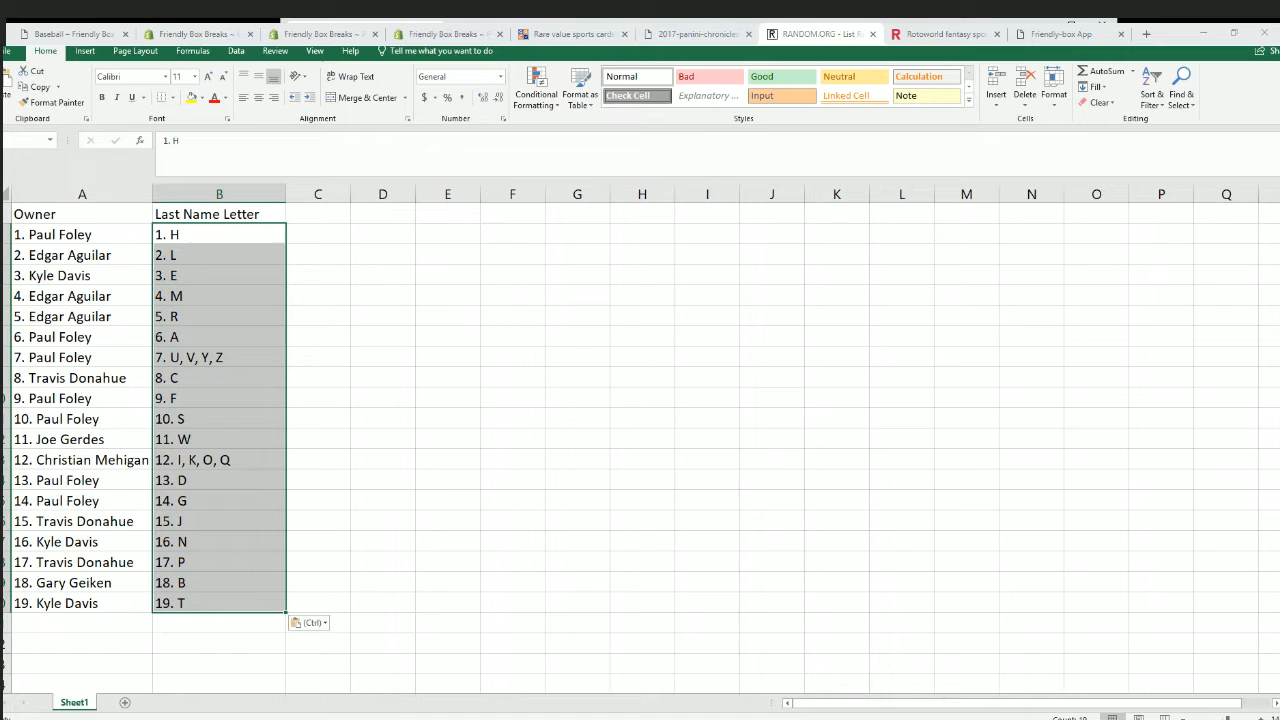 Baseball – Friendly Box Friendly Box Breaks ~ Friendly Box Breaks ~ Friendly Box Breaks ~ Rare value sports cards 2017-panini-chronicles RANDOM.ORG - List R Rotoworld fantasy spo Friendly-box App
Home Insert Page Layout Formulas Data Review View Help Tell me what you want to do
Cut
Copy
Format Painter
Clipboard
Calibri 11
B I U
Font
Wrap Text
Merge & Center
Alignment
General
$ %
Number
Conditional Formatting
Format as Table
Normal Bad Good Neutral Calculation
Check Cell Explanatory ... Input Linked Cell Note
Styles
Insert Delete Format
Cells
AutoSum
Fill
Clear
Sort & Filter
Find & Select
Editing
fx 1. H
A B C D E F G H I J K L M N O P Q
Owner Last Name Letter
1. Paul Foley 1. H
2. Edgar Aguilar 2. L
3. Kyle Davis 3. E
4. Edgar Aguilar 4. M
5. Edgar Aguilar 5. R
6. Paul Foley 6. A
7. Paul Foley 7. U, V, Y, Z
8. Travis Donahue 8. C
9. Paul Foley 9. F
10. Paul Foley 10. S
11. Joe Gerdes 11. W
12. Christian Mehigan 12. I, K, O, Q
13. Paul Foley 13. D
14. Paul Foley 14. G
15. Travis Donahue 15. J
16. Kyle Davis 16. N
17. Travis Donahue 17. P
18. Gary Geiken 18. B
19. Kyle Davis 19. T
(Ctrl)
Sheet1